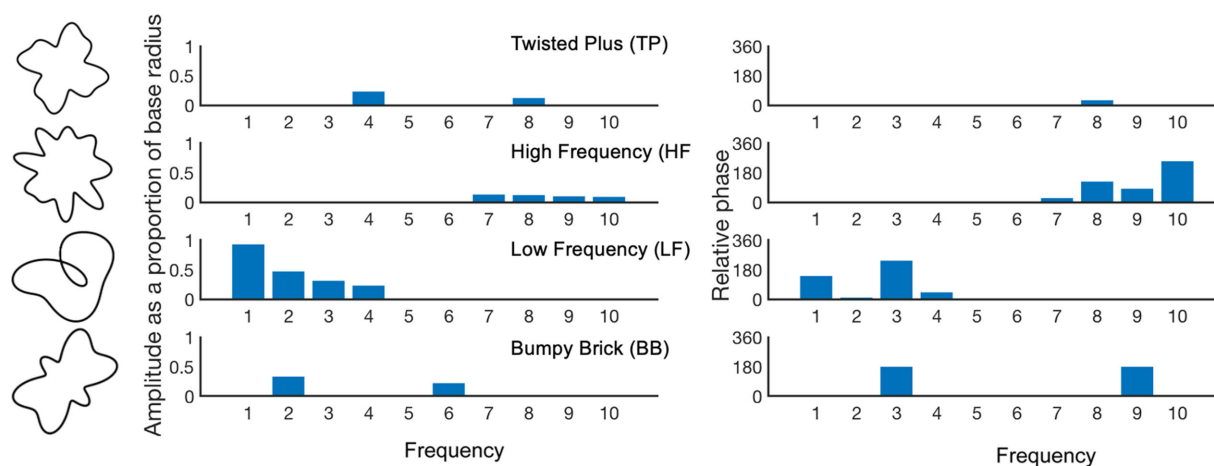 Amplitude as a proportion of base radius
Twisted Plus (TP)
1
0.5
0
1 2 3 4 5 6 7 8 9 10
360
180
0
1 2 3 4 5 6 7 8 9 10
High Frequency (HF
1
0.5
0
1 2 3 4 5 6 7 8 9 10
Relative phase
360
180
0
1 2 3 4 5 6 7 8 9 10
Low Frequency (LF)
1
0.5
0
1 2 3 4 5 6 7 8 9 10
360
180
0
1 2 3 4 5 6 7 8 9 10
Bumpy Brick (BB)
1
0.5
0
1 2 3 4 5 6 7 8 9 10
360
180
0
1 2 3 4 5 6 7 8 9 10
Frequency
Frequency